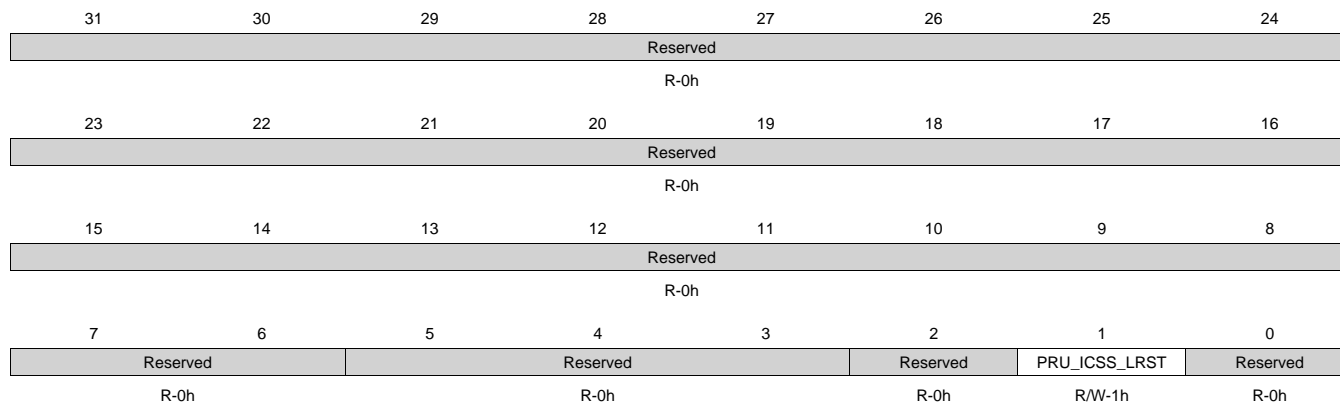 31 30 29 28 27 26 25 24
Reserved
R-0h
23 22 21 20 19 18 17 16
Reserved
R-0h
15 14 13 12 11 10 9 8
Reserved
R-0h
7 6 5 4 3 2 1 0
Reserved Reserved Reserved PRU_ICSS_LRST Reserved
R-0h R-0h R-0h R/W-1h R-0h